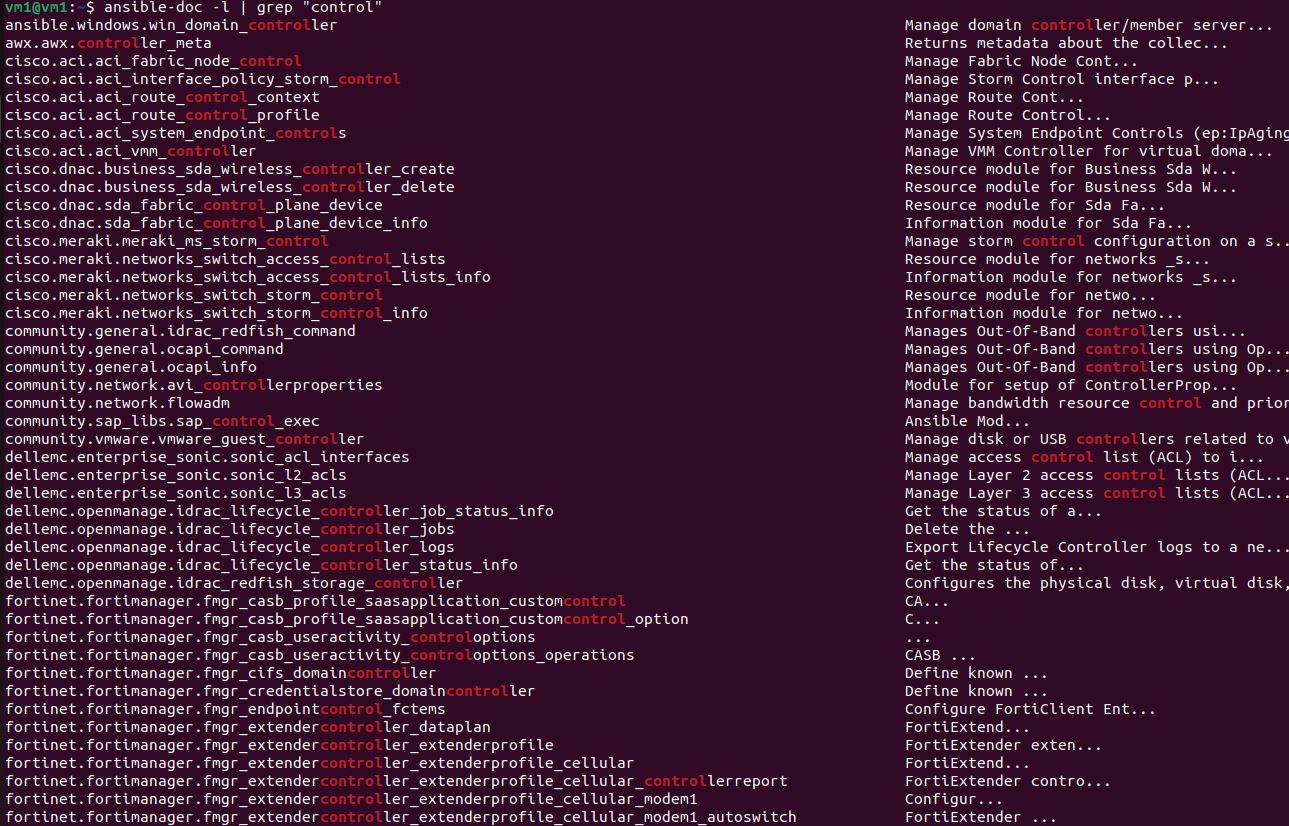 vm1@vm1:~$ ansible-doc -l | grep "control"
ansible.windows.win_domain_controller Manage domain controller/member server...
awx.awx.controller_meta Returns metadata about the collec...
cisco.aci.aci_fabric_node_control Manage Fabric Node Cont...
cisco.aci.aci_interface_policy_storm_control Manage Storm Control interface p...
cisco.aci.aci_route_control_context Manage Route Cont...
cisco.aci.aci_route_control_profile Manage Route Control...
cisco.aci.aci_system_endpoint_controls Manage System Endpoint Controls (ep:IpAging
cisco.aci.aci_vmm_controller Manage VMM Controller for virtual doma...
cisco.dnac.business_sda_wireless_controller_create Resource module for Business Sda W...
cisco.dnac.business_sda_wireless_controller_delete Resource module for Business Sda W...
cisco.dnac.sda_fabric_control_plane_device Resource module for Sda Fa...
cisco.dnac.sda_fabric_control_plane_device_info Information module for Sda Fa...
cisco.meraki.meraki_ms_storm_control Manage storm control configuration on a s...
cisco.meraki.networks_switch_access_control_lists Resource module for networks _s...
cisco.meraki.networks_switch_access_control_lists_info Information module for networks _s...
cisco.meraki.networks_switch_storm_control Resource module for netwo...
cisco.meraki.networks_switch_storm_control_info Information module for netwo...
community.general.idrac_redfish_command Manages Out-Of-Band controllers usi...
community.general.ocapi_command Manages Out-Of-Band controllers using Op...
community.general.ocapi_info Manages Out-Of-Band controllers using Op...
community.network.avi_controllerproperties Module for setup of ControllerProp...
community.network.flowadm Manage bandwidth resource control and prior
community.sap_libs.sap_control_exec Ansible Mod...
community.vmware.vmware_guest_controller Manage disk or USB controllers related to v
dellemc.enterprise_sonic.sonic_acl_interfaces Manage access control list (ACL) to i...
dellemc.enterprise_sonic.sonic_l2_acls Manage Layer 2 access control lists (ACL...
dellemc.enterprise_sonic.sonic_l3_acls Manage Layer 3 access control lists (ACL...
dellemc.openmanage.idrac_lifecycle_controller_job_status_info Get the status of a...
dellemc.openmanage.idrac_lifecycle_controller_jobs Delete the ...
dellemc.openmanage.idrac_lifecycle_controller_logs Export Lifecycle Controller logs to a ne...
dellemc.openmanage.idrac_lifecycle_controller_status_info Get the status of...
dellemc.openmanage.idrac_redfish_storage_controller Configures the physical disk, virtual disk,
fortinet.fortimanager.fmgr_casb_profile_saasapplication_customcontrol CA...
fortinet.fortimanager.fmgr_casb_profile_saasapplication_customcontrol_option C...
fortinet.fortimanager.fmgr_casb_useractivity_controloptions ...
fortinet.fortimanager.fmgr_casb_useractivity_controloptions_operations CASB ...
fortinet.fortimanager.fmgr_cifs_domaincontroller Define known ...
fortinet.fortimanager.fmgr_credentialstore_domaincontroller Define known ...
fortinet.fortimanager.fmgr_endpointcontrol_fctems Configure FortiClient Ent...
fortinet.fortimanager.fmgr_extendercontroller_dataplan FortiExtend...
fortinet.fortimanager.fmgr_extendercontroller_extenderprofile FortiExtender exten...
fortinet.fortimanager.fmgr_extendercontroller_extenderprofile_cellular FortiExtend...
fortinet.fortimanager.fmgr_extendercontroller_extenderprofile_cellular_controllerreport FortiExtender contro...
fortinet.fortimanager.fmgr_extendercontroller_extenderprofile_cellular_modem1 Configur...
fortinet.fortimanager.fmgr_extendercontroller_extenderprofile_cellular_modem1_autoswitch FortiExtender ...